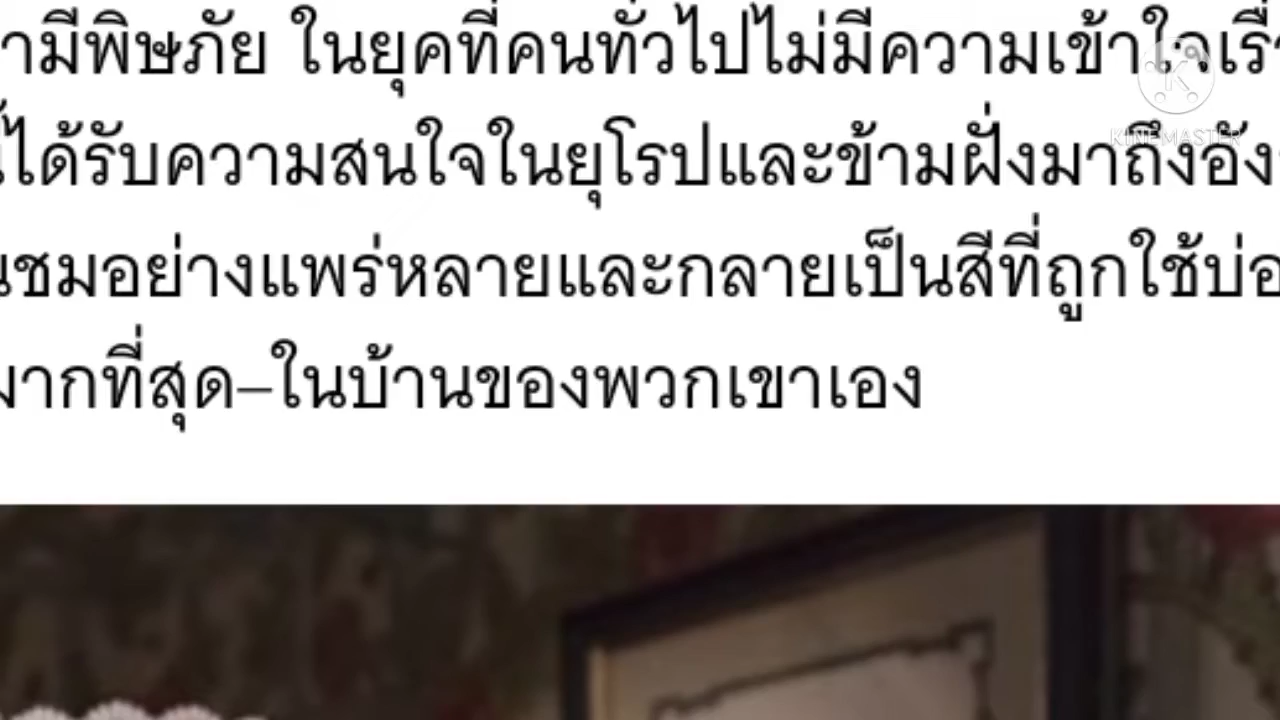 ามีพิษภัย ในยุคที่คนทั่วไปไม่มีความเข้าใจเรื่
ได้รับความสนใจในยุโรปและข้ามฝั่งมาถึงอัง
ชมอย่างแพร่หลายและกลายเป็นสีที่ถูกใช้บ่อ
มากที่สุด–ในบ้านของพวกเขาเอง
KINEMASTER